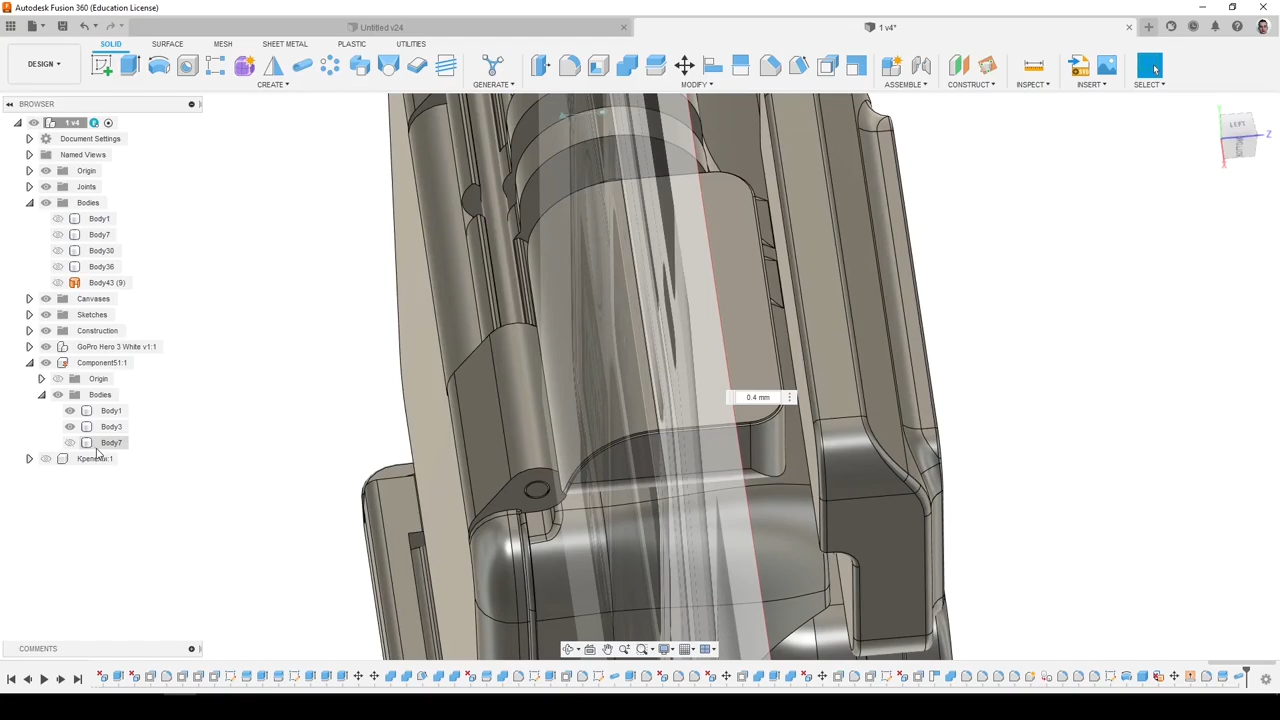 Autodesk Fusion 360 (Education License)
Untitled v24
1 v4*
SOLID SURFACE MESH SHEET METAL PLASTIC UTILITIES
DESIGN
CREATE GENERATE MODIFY ASSEMBLE CONSTRUCT INSPECT INSERT SELECT
BROWSER
1 v4
Document Settings
Named Views
Origin
Joints
Bodies
Body1
Body7
Body30
Body36
Body43 (9)
Canvases
Sketches
Construction
GoPro Hero 3 White v1:1
Component51:1
Origin
Bodies
Body1
Body3
Body7
0.4 mm
LEFT
Z
COMMENTS